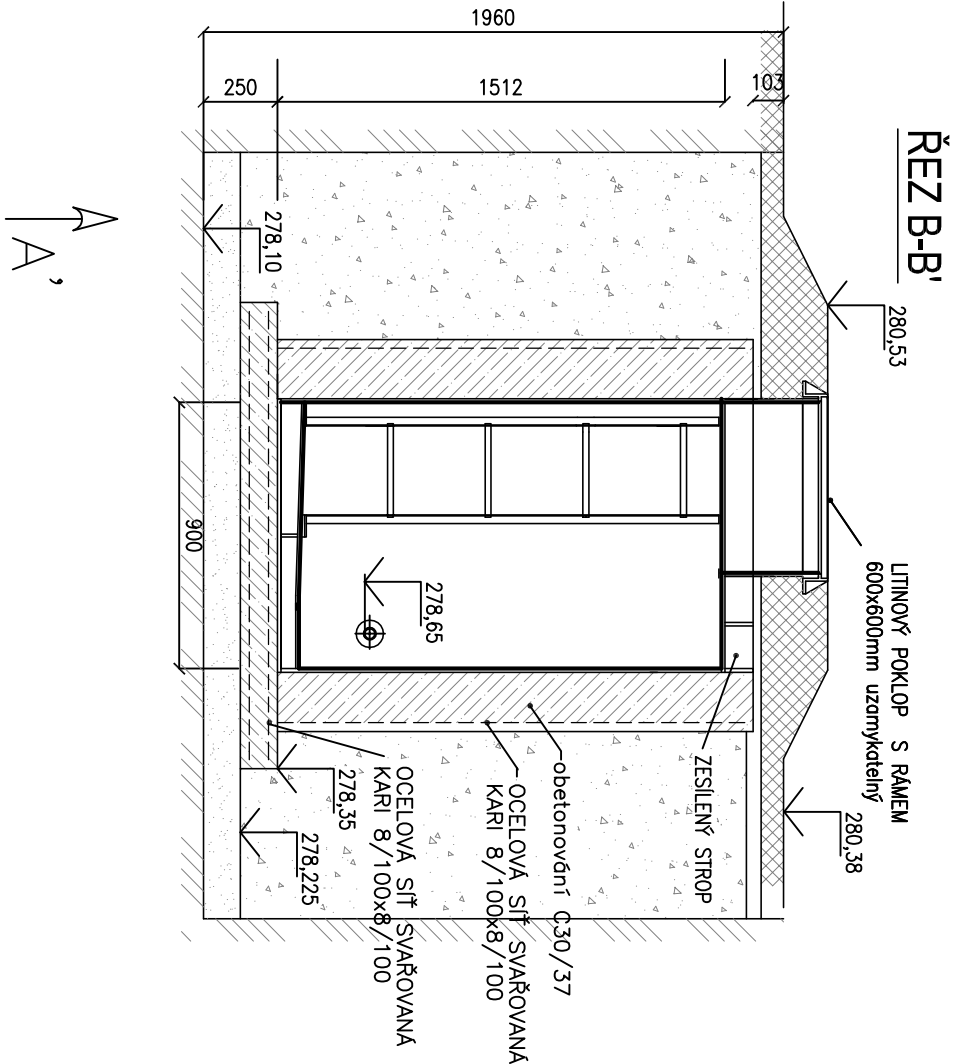 ŘEZ B-B'
280,53
LITINOVÝ POKLOP S RÁMEM
600x600mm uzamykatelný
280,38
1960
103
1512
250
ZESÍLENÝ STROP
obetonování C30/37
OCELOVÁ SÍŤ SVAŘOVANÁ
KARI 8/100x8/100
278,65
278,10
OCELOVÁ SÍŤ SVAŘOVANÁ
KARI 8/100x8/100
278,35
278,225
900
A'